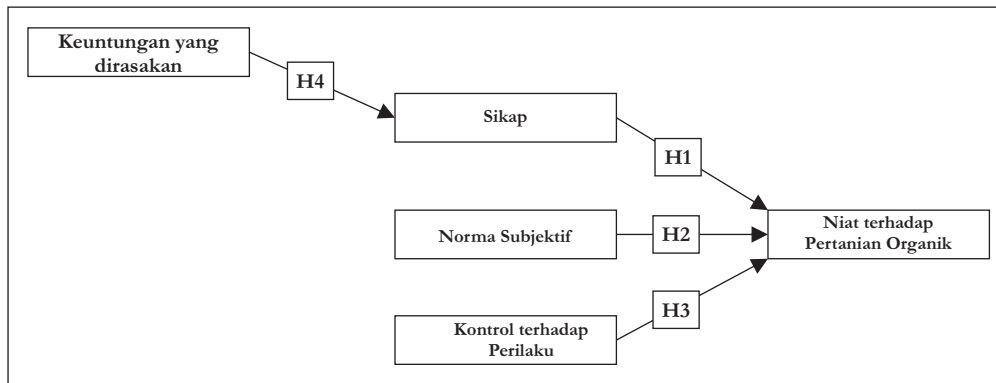 Keuntungan yang
dirasakan
H4
Sikap
H1
Norma Subjektif
H2
Niat terhadap
Pertanian Organik
H3
Kontrol terhadap
Perilaku